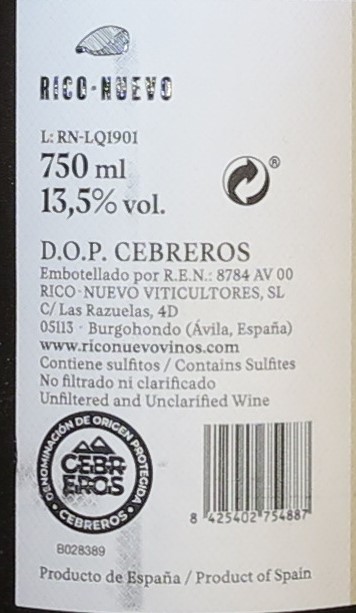 RICO·NUEVO
L: RN-LQ1901
750 ml
13,5% vol.
®
D.O.P. CEBREROS
Embotellado por R.E.N.: 8784 AV 00
RICO·NUEVO VITICULTORES, SL
C/ Las Razuelas, 4D
05113 · Burgohondo (Ávila, España)
www.riconuevovinos.com
Contiene sulfitos / Contains Sulfites
No filtrado ni clarificado
Unfiltered and Unclarified Wine
DENOMINACIÓN DE ORIGEN PROTEGIDA
CEBR
EROS
· CEBREROS ·
8 425402 754887
B028389
Producto de España / Product of Spain